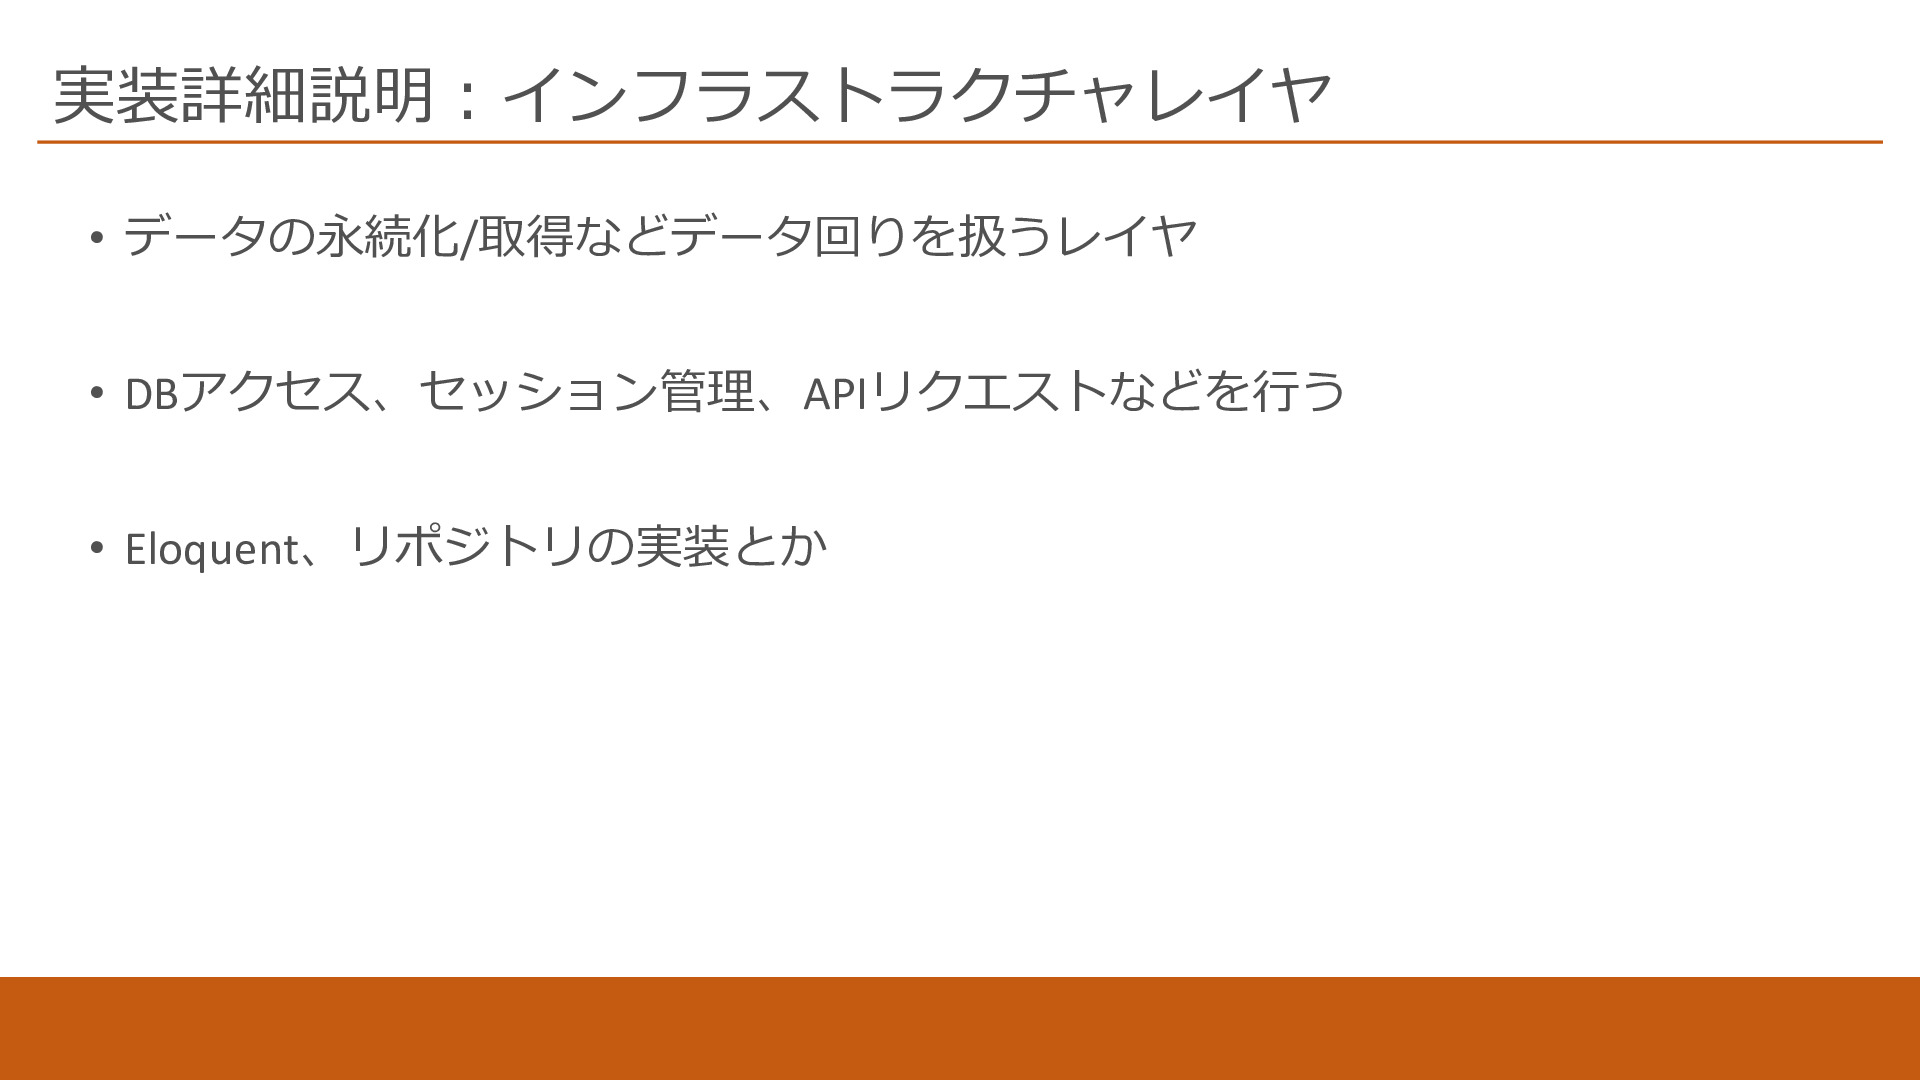 実装詳細説明：インフラストラクチャレイヤ
• データの永続化/取得などデータ回りを扱うレイヤ
• DBアクセス、セッション管理、APIリクエストなどを行う
• Eloquent、リポジトリの実装とか